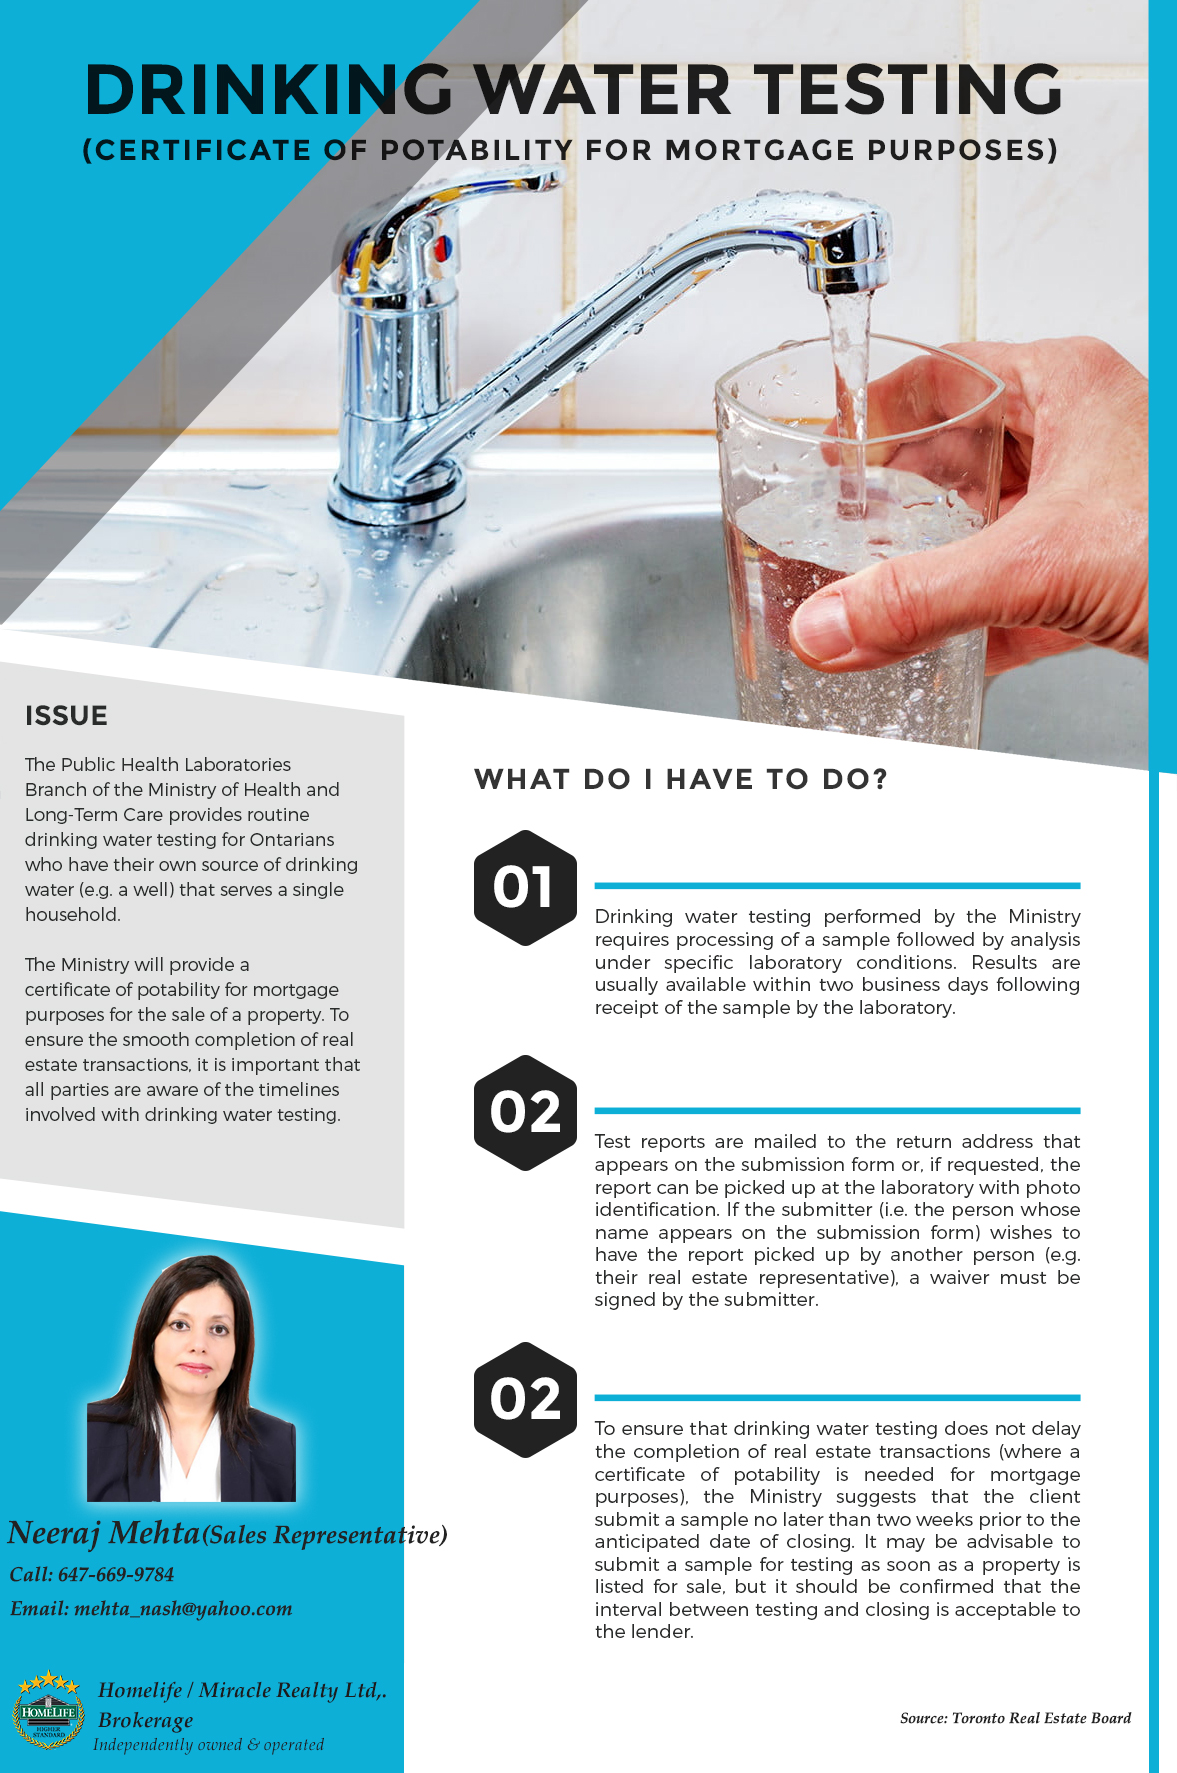 DRINKING WATER TESTING
(CERTIFICATE OF POTABILITY FOR MORTGAGE PURPOSES)
ISSUE
The Public Health Laboratories
Branch of the Ministry of Health and
Long-Term Care provides routine
drinking water testing for Ontarians
who have their own source of drinking
water (e.g. a well) that serves a single
household.
The Ministry will provide a
certificate of potability for mortgage
purposes for the sale of a property. To
ensure the smooth completion of real
estate transactions, it is important that
all parties are aware of the timelines
involved with drinking water testing.
WHAT DO I HAVE TO DO?
01
Drinking water testing performed by the Ministry
requires processing of a sample followed by analysis
under specific laboratory conditions. Results are
usually available within two business days following
receipt of the sample by the laboratory.
02
Test reports are mailed to the return address that
appears on the submission form or, if requested, the
report can be picked up at the laboratory with photo
identification. If the submitter (i.e. the person whose
name appears on the submission form) wishes to
have the report picked up by another person (e.g.
their real estate representative), a waiver must be
signed by the submitter.
02
To ensure that drinking water testing does not delay
the completion of real estate transactions (where a
certificate of potability is needed for mortgage
purposes), the Ministry suggests that the client
submit a sample no later than two weeks prior to the
anticipated date of closing. It may be advisable to
submit a sample for testing as soon as a property is
listed for sale, but it should be confirmed that the
interval between testing and closing is acceptable to
the lender.
Neeraj Mehta(Sales Representative)
Call: 647-669-9784
Email: mehta_nash@yahoo.com
HOMELIFE
HIGHER
STANDARDS
Homelife / Miracle Realty Ltd,.
Brokerage
Independently owned & operated
Source: Toronto Real Estate Board